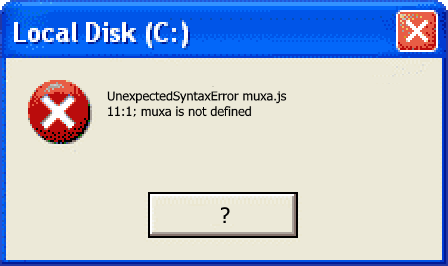 Local Disk (C:)
UnexpectedSyntaxError muxa.js
11:1; muxa is not defined
?